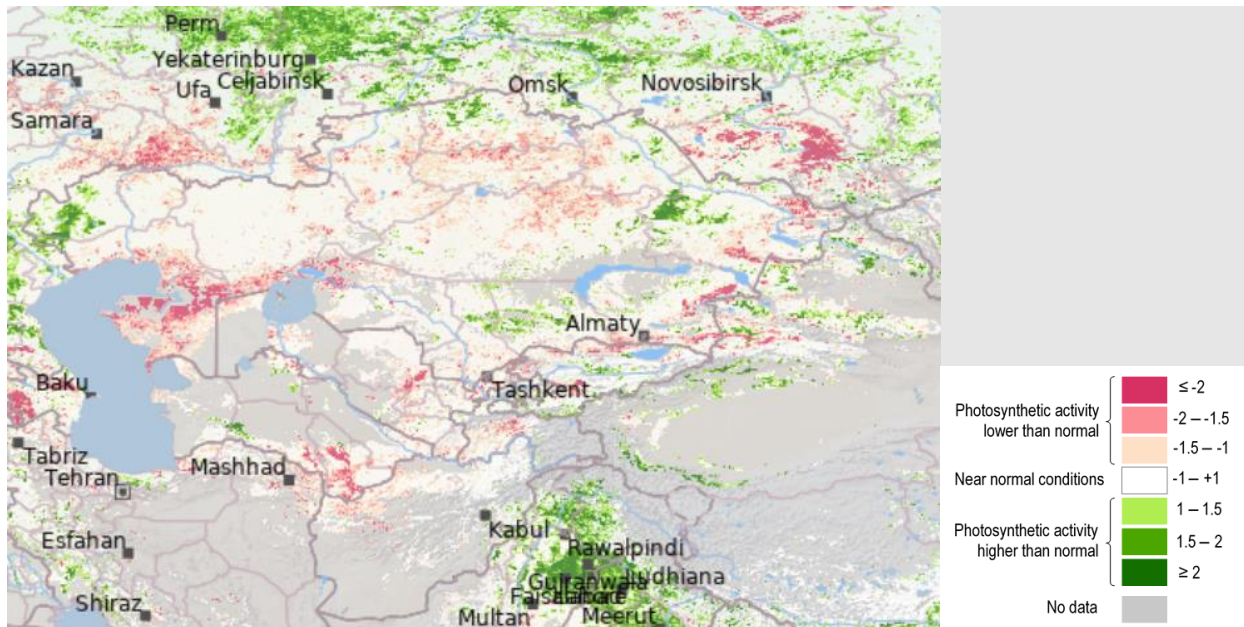 Perm
Yekaterinburg
Kazan
Celjabinsk
Ufa
Omsk
Novosibirsk
Samara
Almaty
Baku
Tashkent
Tabriz
Mashhad
Tehran
Kabul
Esfahan
Rawalpindi
Gujranwala
Ludhiana
Shiraz
Multan
Meerut
≤ -2
Photosynthetic activity
lower than normal
-2 – -1.5
-1.5 – -1
Near normal conditions
-1 – +1
Photosynthetic activity
higher than normal
1 – 1.5
1.5 – 2
≥ 2
No data